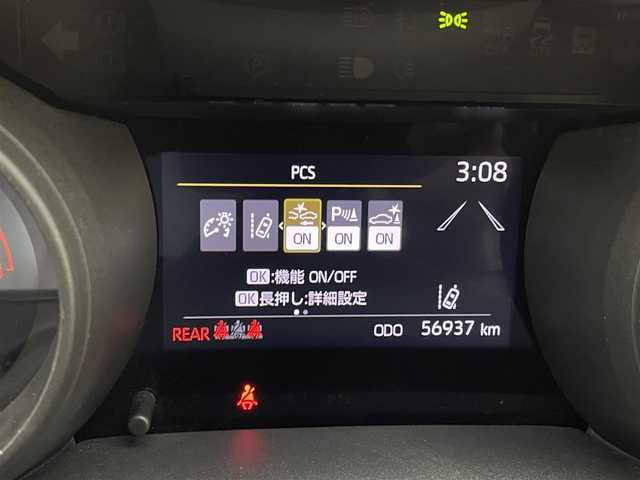 PCS 3:08
P
ON ON ON
OK:機能 ON/OFF
OK長押し:詳細設定
REAR ODO 56937 km